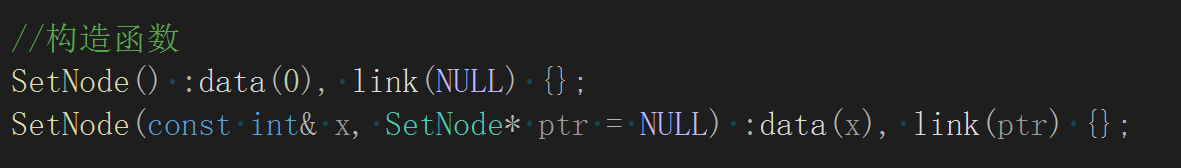 //构造函数
SetNode() :data(0), link(NULL) {};
SetNode(const int& x, SetNode* ptr = NULL) :data(x), link(ptr) {};